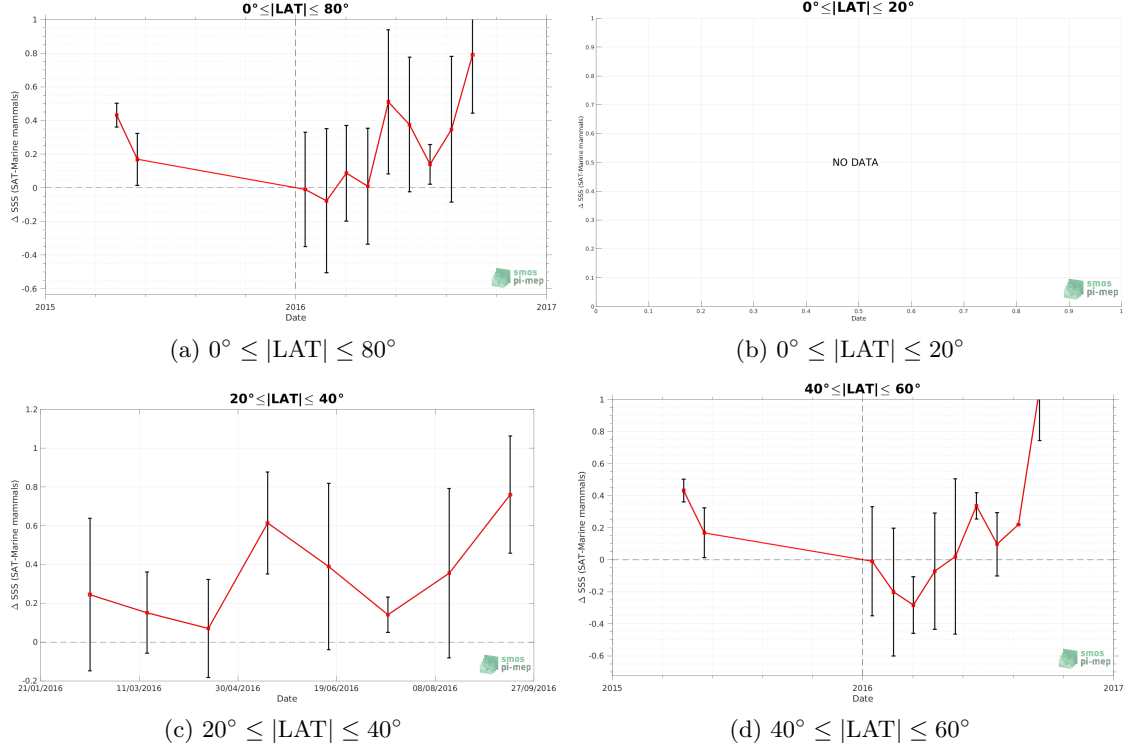 0°≤|LAT|≤ 80°
Δ SSS (SAT-Marine mammals)
1
0.8
0.6
0.4
0.2
0
-0.2
-0.4
-0.6
2015
2016
2017
Date
smos
pi-mep
(a) 0° ≤ |LAT| ≤ 80°
0°≤|LAT|≤ 20°
Δ SSS (SAT-Marine mammals)
1
0.9
0.8
0.7
0.6
0.5
0.4
0.3
0.2
0.1
0
NO DATA
0
0.1
0.2
0.3
0.4
0.5
0.6
0.7
0.8
0.9
1
Date
smos
pi-mep
(b) 0° ≤ |LAT| ≤ 20°
20°≤|LAT|≤ 40°
Δ SSS (SAT-Marine mammals)
1.2
1
0.8
0.6
0.4
0.2
0
-0.2
21/01/2016
11/03/2016
30/04/2016
19/06/2016
08/08/2016
27/09/2016
Date
smos
pi-mep
(c) 20° ≤ |LAT| ≤ 40°
40°≤|LAT|≤ 60°
Δ SSS (SAT-Marine mammals)
1
0.8
0.6
0.4
0.2
0
-0.2
-0.4
-0.6
2015
2016
2017
Date
smos
pi-mep
(d) 40° ≤ |LAT| ≤ 60°